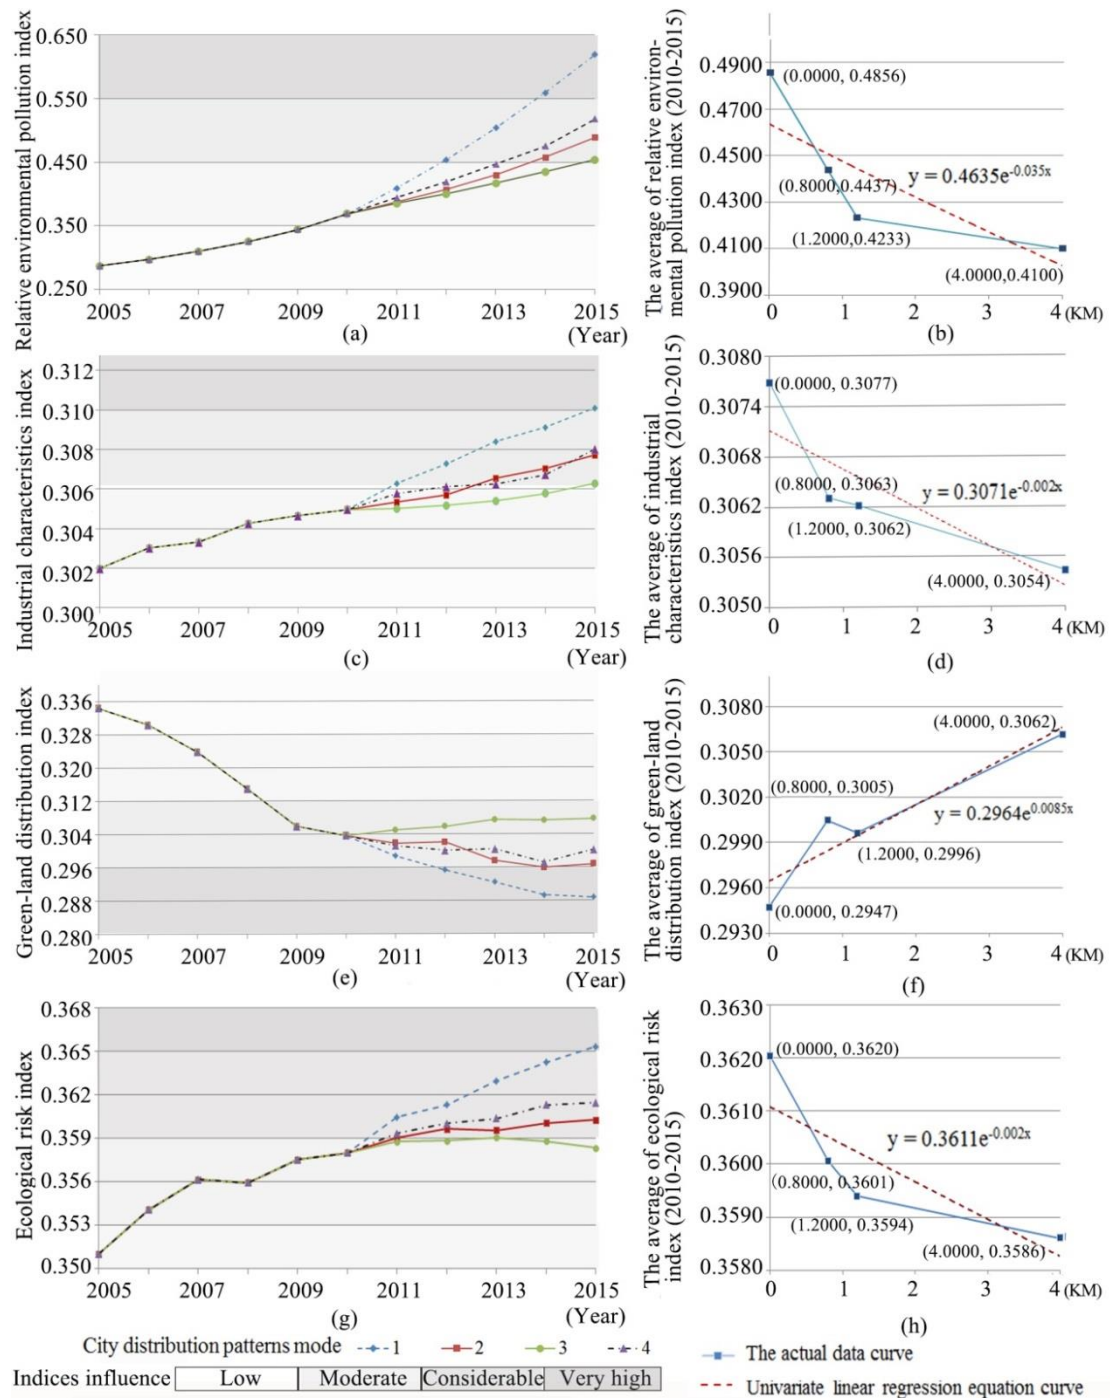 Relative environmental pollution index
0.650
0.550
0.450
0.350
0.250
2005 2007 2009 2011 2013 2015
(a)
(Year)
The average of relative environ-
mental pollution index (2010-2015)
0.4900
0.4700
0.4500
0.4300
0.4100
0.3900
(0.0000, 0.4856)
(0.8000,0.4437)
(1.2000,0.4233)
(4.0000,0.4100)
y = 0.4635e-0.035x
0 1 2 3 4 (KM)
(b)
Industrial characteristics index
0.312
0.310
0.308
0.306
0.304
0.302
0.300
2005 2007 2009 2011 2013 2015
(c)
(Year)
The average of industrial
characteristics index (2010-2015)
0.3080
0.3074
0.3068
0.3062
0.3056
0.3050
(0.0000, 0.3077)
(0.8000, 0.3063)
(1.2000, 0.3062)
(4.0000, 0.3054)
y = 0.3071e-0.002x
0 1 2 3 4 (KM)
(d)
Green-land distribution index
0.336
0.328
0.320
0.312
0.304
0.296
0.288
0.280
2005 2007 2009 2011 2013 2015
(e)
(Year)
The average of green-land
distribution index (2010-2015)
0.3080
0.3050
0.3020
0.2990
0.2960
0.2930
(4.0000, 0.3062)
(0.8000, 0.3005)
y = 0.2964e0.0085x
(1.2000, 0.2996)
(0.0000, 0.2947)
0 1 2 3 4 (KM)
(f)
Ecological risk index
0.368
0.365
0.362
0.359
0.356
0.353
0.350
2005 2007 2009 2011 2013 2015
(g)
(Year)
The average of ecological risk
index (2010-2015)
0.3630
0.3620
0.3610
0.3600
0.3590
0.3580
(0.0000, 0.3620)
y = 0.3611e-0.002x
(0.8000, 0.3601)
(1.2000, 0.3594)
(4.0000, 0.3586)
0 1 2 3 4 (KM)
(h)
City distribution patterns mode 1 2 3 4
Indices influence Low Moderate Considerable Very high
The actual data curve
Univariate linear regression equation curve